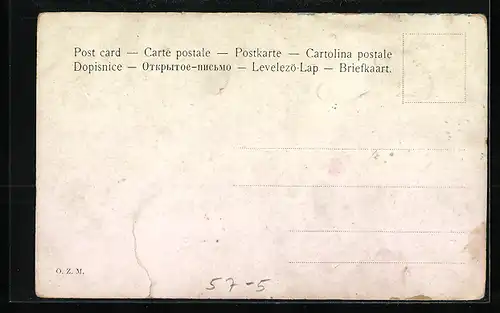 Post card — Carte postale — Postkarte — Cartolina postale
Dopisnice — Открытое-письмо — Levelező-Lap — Briefkaart.
O. Z. M.
57-5